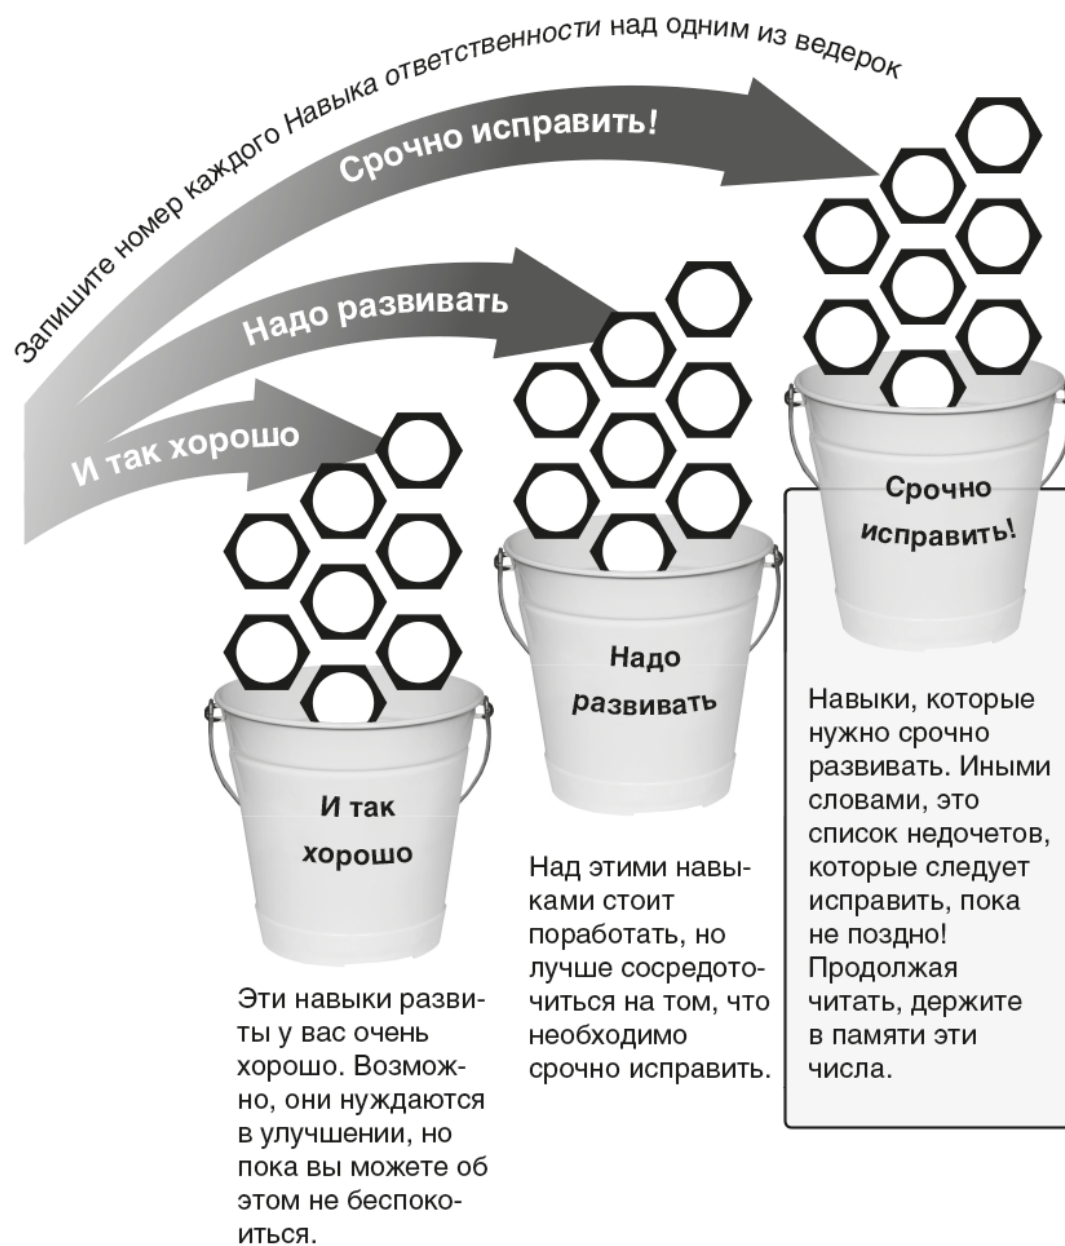 Запишите номер каждого Навыка ответственности над одним из ведерок
Срочно исправить!
Надо развивать
И так хорошо
Срочно
исправить!
Надо
развивать
И так
хорошо
Навыки, которые
нужно срочно
развивать. Иными
словами, это
список недочетов,
которые следует
исправить, пока
не поздно!
Продолжая
читать, держите
в памяти эти
числа.
Над этими навы-
ками стоит
поработать, но
лучше сосредото-
читься на том, что
необходимо
срочно исправить.
Эти навыки разви-
ты у вас очень
хорошо. Возмож-
но, они нуждаются
в улучшении, но
пока вы можете об
этом не беспоко-
иться.